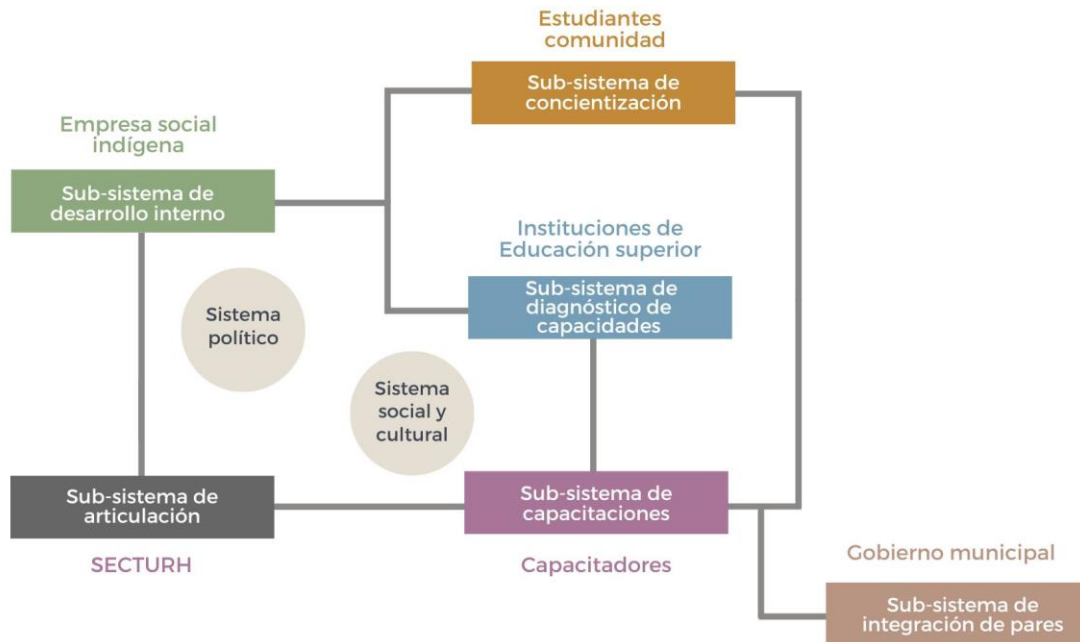 Estudiantes
comunidad
Sub-sistema de
concientización
Empresa social
indígena
Sub-sistema de
desarrollo interno
Instituciones de
Educación superior
Sub-sistema de
diagnóstico de
capacidades
Sistema
político
Sistema
social y
cultural
Sub-sistema de
articulación
SECTURH
Sub-sistema de
capacitaciones
Capacitadores
Gobierno municipal
Sub-sistema de
integración de pares